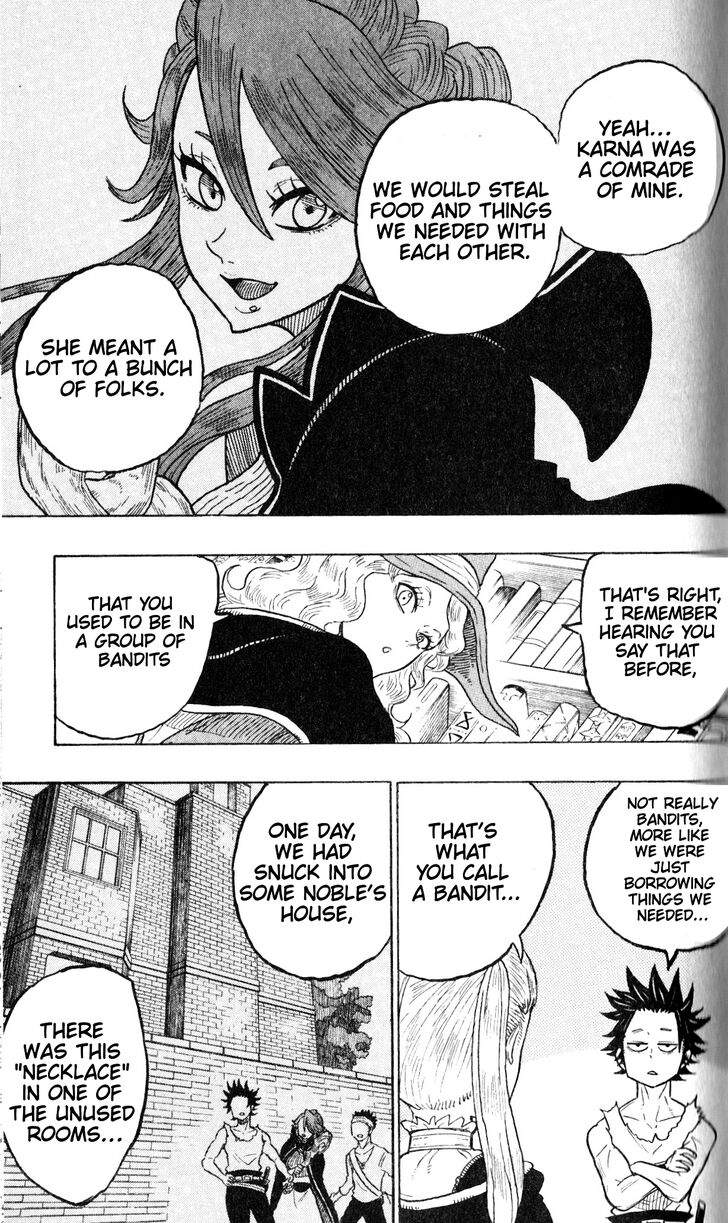 YEAH...
KARNA WAS
A COMRADE
OF MINE.
WE WOULD STEAL
FOOD AND THINGS
WE NEEDED WITH
EACH OTHER.
SHE MEANT A
LOT TO A BUNCH
OF FOLKS.
THAT'S RIGHT,
I REMEMBER
HEARING YOU
SAY THAT
BEFORE,
THAT YOU
USED TO BE IN
A GROUP OF
BANDITS
NOT REALLY
BANDITS,
MORE LIKE
WE WERE
JUST
BORROWING
THINGS WE
NEEDED...
THAT'S
WHAT
YOU CALL
A BANDIT...
ONE DAY,
WE HAD
SNUCK INTO
SOME NOBLE'S
HOUSE,
THERE
WAS THIS
"NECKLACE"
IN ONE OF
THE UNUSED
ROOMS...